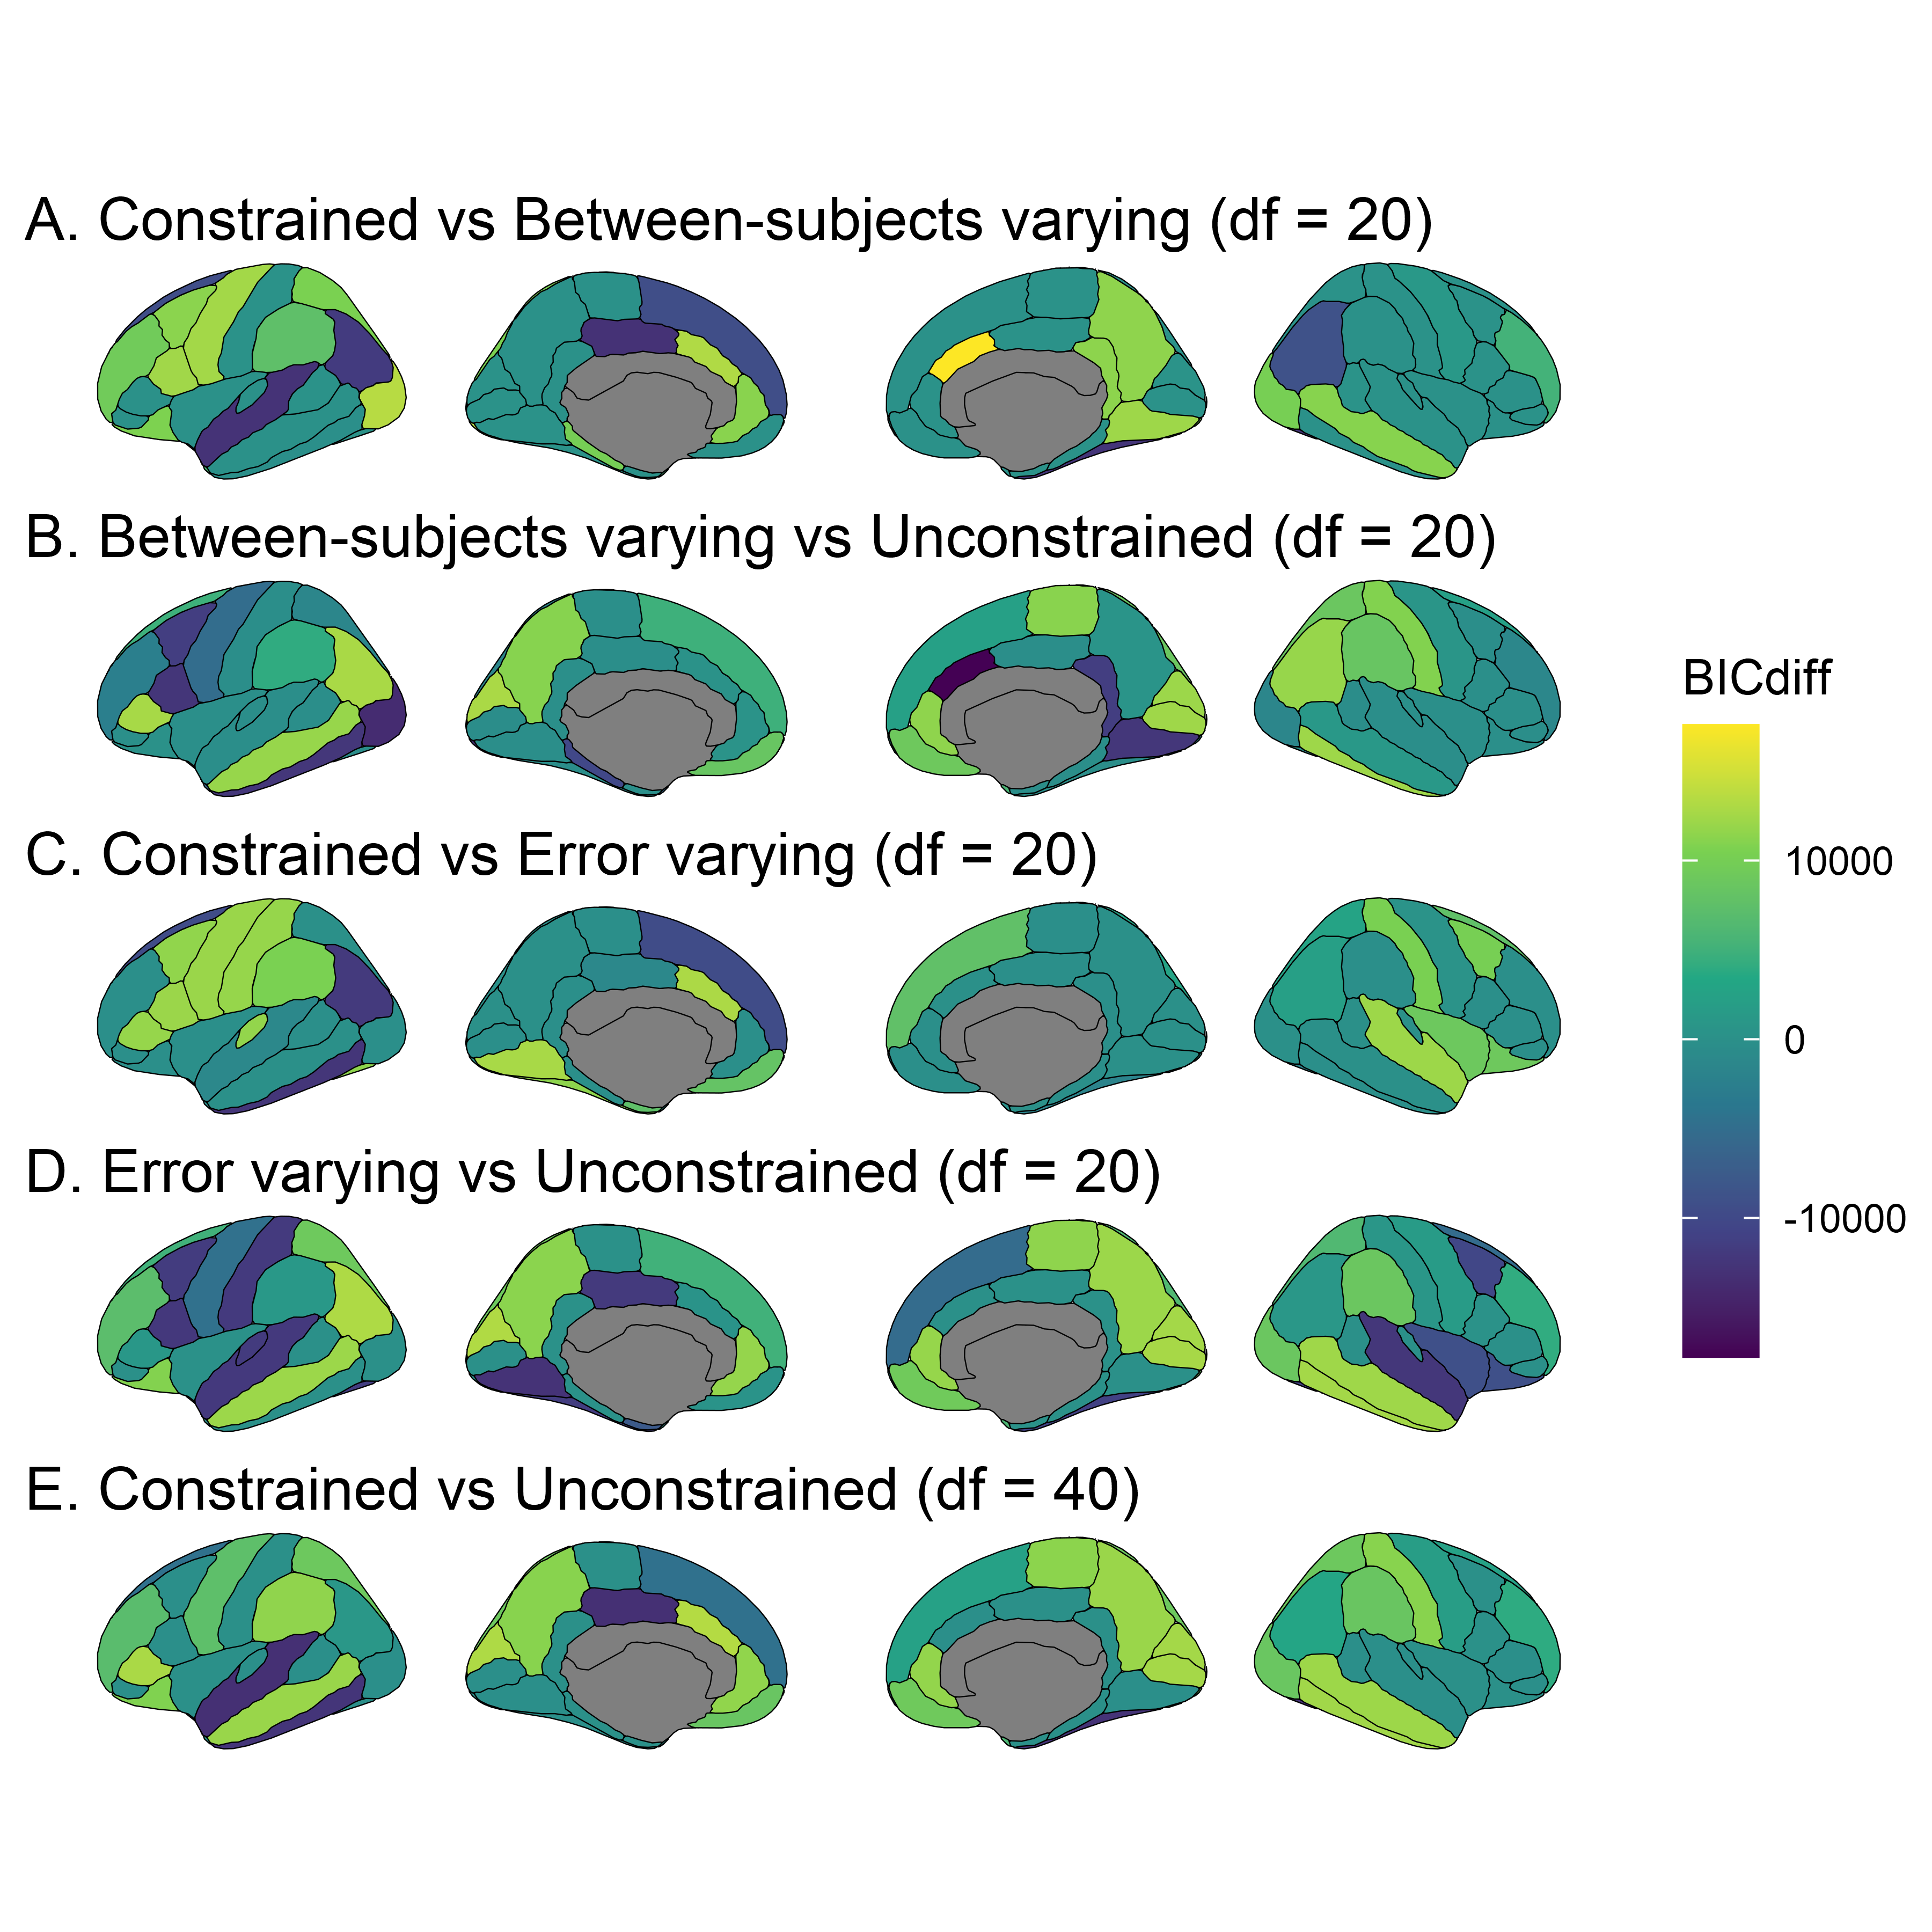 A. Constrained vs Between-subjects varying (df = 20)
B. Between-subjects varying vs Unconstrained (df = 20)
C. Constrained vs Error varying (df = 20)
D. Error varying vs Unconstrained (df = 20)
E. Constrained vs Unconstrained (df = 40)
BICdiff
10000
0
-10000